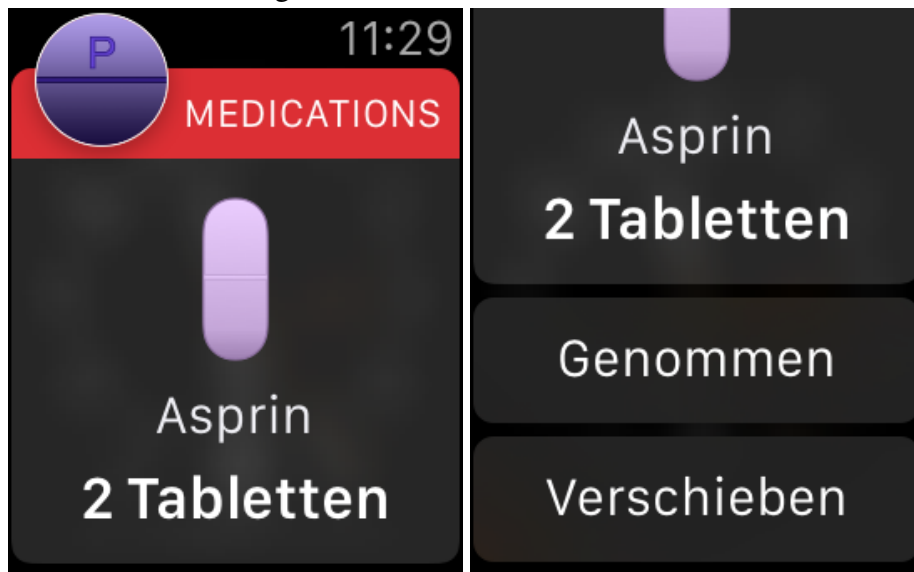 P
11:29
MEDICATIONS
Asprin
2 Tabletten
Asprin
2 Tabletten
Genommen
Verschieben